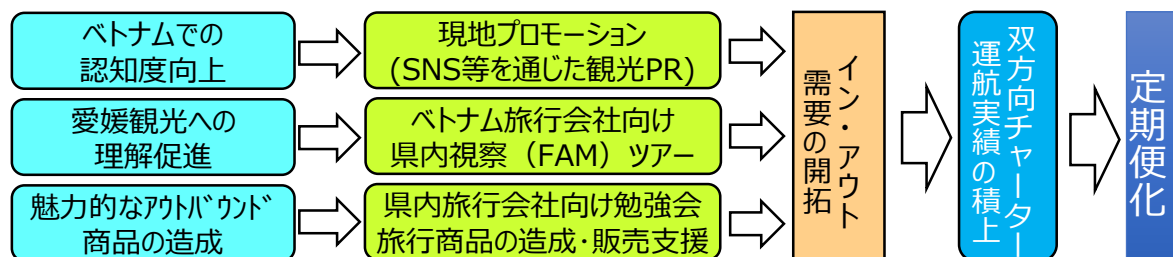 ベトナムでの
認知度向上
現地プロモーション
(SNS等を通じた観光PR)
愛媛観光への
理解促進
ベトナム旅行会社向け
県内視察（FAM）ツアー
魅力的なｱｳﾄﾊﾞｳﾝﾄﾞ
商品の造成
県内旅行会社向け勉強会
旅行商品の造成・販売支援
イン・アウト
需要の開拓
双方向チャーター
運航実績の積上
定期便化